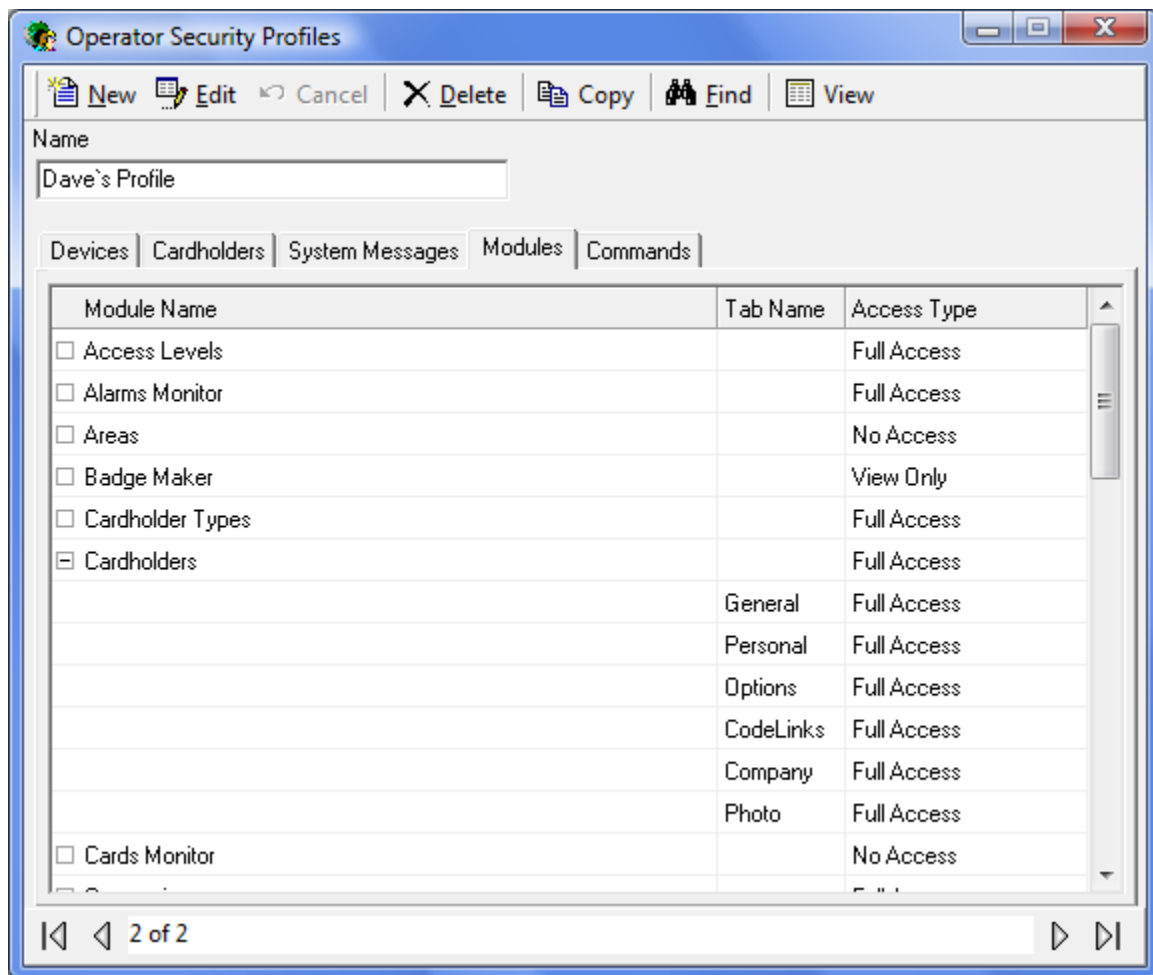 Operator Security Profiles
New Edit Cancel Delete Copy Find View
Name
Dave`s Profile
Devices Cardholders System Messages Modules Commands
Module Name Tab Name Access Type
Access Levels Full Access
Alarms Monitor Full Access
Areas No Access
Badge Maker View Only
Cardholder Types Full Access
Cardholders Full Access
General Full Access
Personal Full Access
Options Full Access
CodeLinks Full Access
Company Full Access
Photo Full Access
Cards Monitor No Access
2 of 2